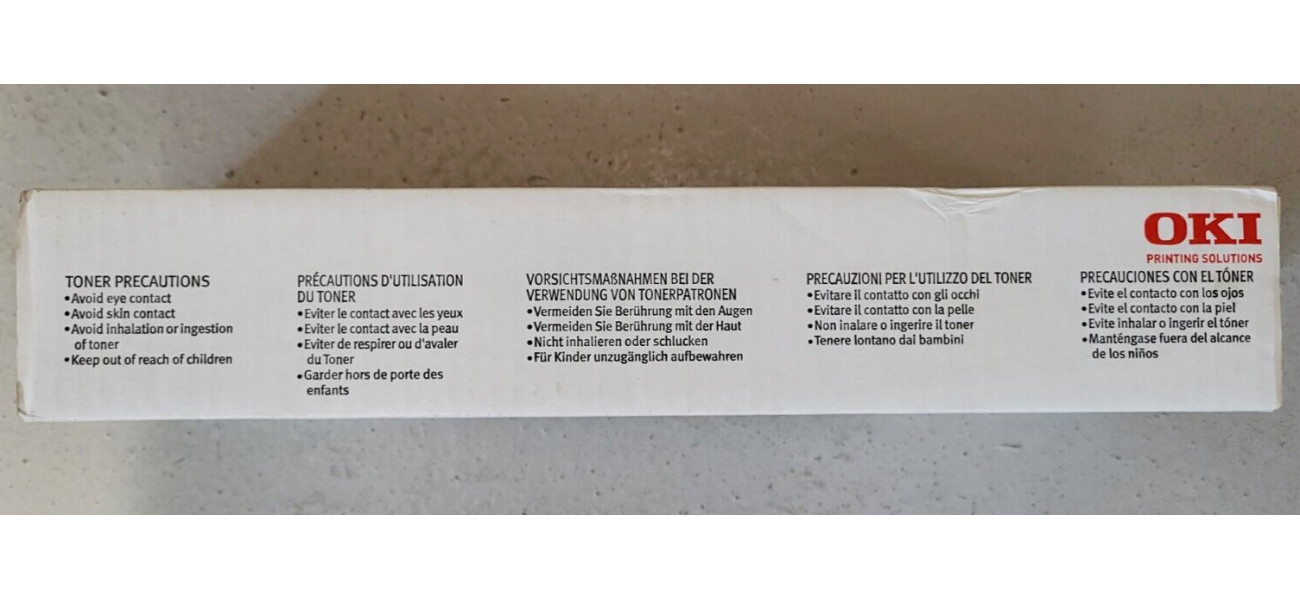 OKI
PRINTING SOLUTIONS
TONER PRECAUTIONS
•Avoid eye contact
•Avoid skin contact
•Avoid inhalation or ingestion
of toner
•Keep out of reach of children
PRÉCAUTIONS D'UTILISATION
DU TONER
•Eviter le contact avec les yeux
•Eviter le contact avec la peau
•Eviter de respirer ou d'avaler
du Toner
•Garder hors de porte des
enfants
VORSICHTSMAßNAHMEN BEI DER
VERWENDUNG VON TONERPATRONEN
•Vermeiden Sie Berührung mit den Augen
•Vermeiden Sie Berührung mit der Haut
•Nicht inhalieren oder schlucken
•Für Kinder unzugänglich aufbewahren
PRECAUZIONI PER L'UTILIZZO DEL TONER
•Evitare il contatto con gli occhi
•Evitare il contatto con la pelle
•Non inalare o ingerire il toner
•Tenere lontano dai bambini
PRECAUCIONES CON EL TÓNER
•Evite el contacto con los ojos
•Evite el contacto con la piel
•Evite inhalar o ingerir el tóner
•Manténgase fuera del alcance
de los niños